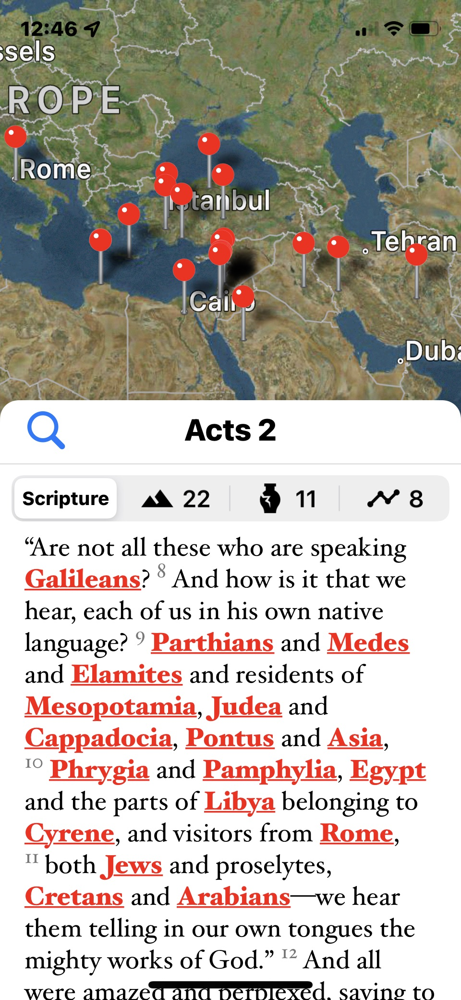 12:46
ssels
ROPE
Rome
stanbul
Tehran
Cairo
Duba
Acts 2
Scripture 22 11 8
“Are not all these who are speaking
Galileans? 8 And how is it that we
hear, each of us in his own native
language? 9 Parthians and Medes
and Elamites and residents of
Mesopotamia, Judea and
Cappadocia, Pontus and Asia,
10 Phrygia and Pamphylia, Egypt
and the parts of Libya belonging to
Cyrene, and visitors from Rome,
11 both Jews and proselytes,
Cretans and Arabians—we hear
them telling in our own tongues the
mighty works of God.” 12 And all
were amazed and perplexed, saying to